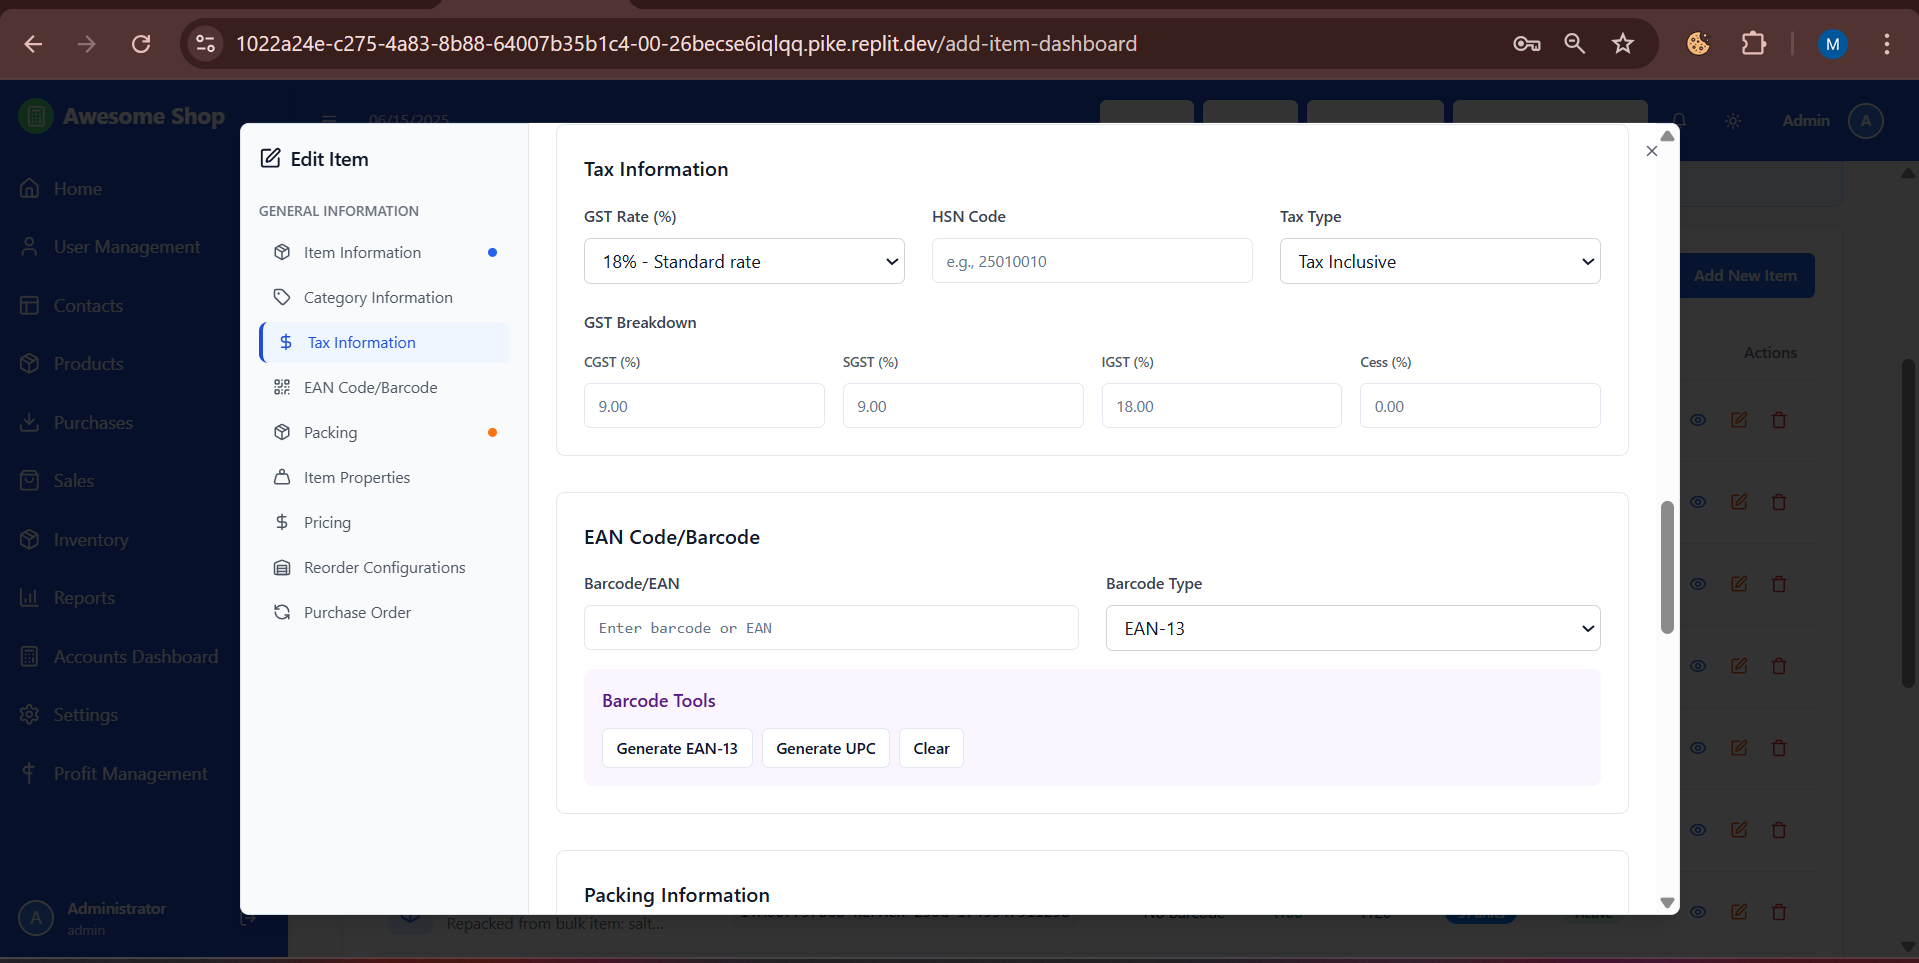 1022a24e-c275-4a83-8b88-64007b35b1c4-00-26becse6iqlqq.pike.replit.dev/add-item-dashboard
M
Awesome Shop
06/15/2025
Admin
A
Home
User Management
Contacts
Products
Purchases
Sales
Inventory
Reports
Accounts Dashboard
Settings
Profit Management
A
Administrator
admin
Edit Item
GENERAL INFORMATION
Item Information
Category Information
Tax Information
EAN Code/Barcode
Packing
Item Properties
Pricing
Reorder Configurations
Purchase Order
Tax Information
GST Rate (%)
HSN Code
Tax Type
18% - Standard rate
e.g., 25010010
Tax Inclusive
GST Breakdown
CGST (%)
SGST (%)
IGST (%)
Cess (%)
9.00
9.00
18.00
0.00
EAN Code/Barcode
Barcode/EAN
Barcode Type
Enter barcode or EAN
EAN-13
Barcode Tools
Generate EAN-13
Generate UPC
Clear
Packing Information
Add New Item
Actions
Repacked from bulk item: salt...